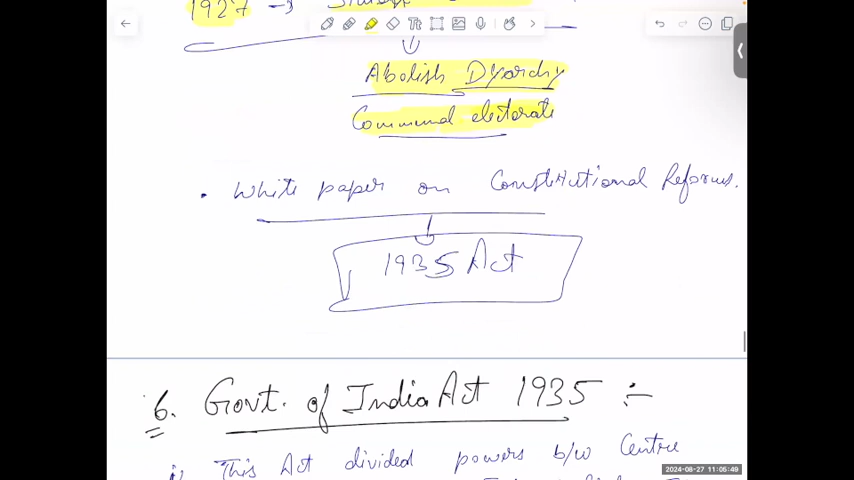 1927 →
Abolish Dyarchy
Communal electorate
• White paper on Constitutional Reforms.
1935 Act
6. Govt. of India Act 1935 :-
i) This Act divided powers b/w Centre
2024-08-27 11:05:49